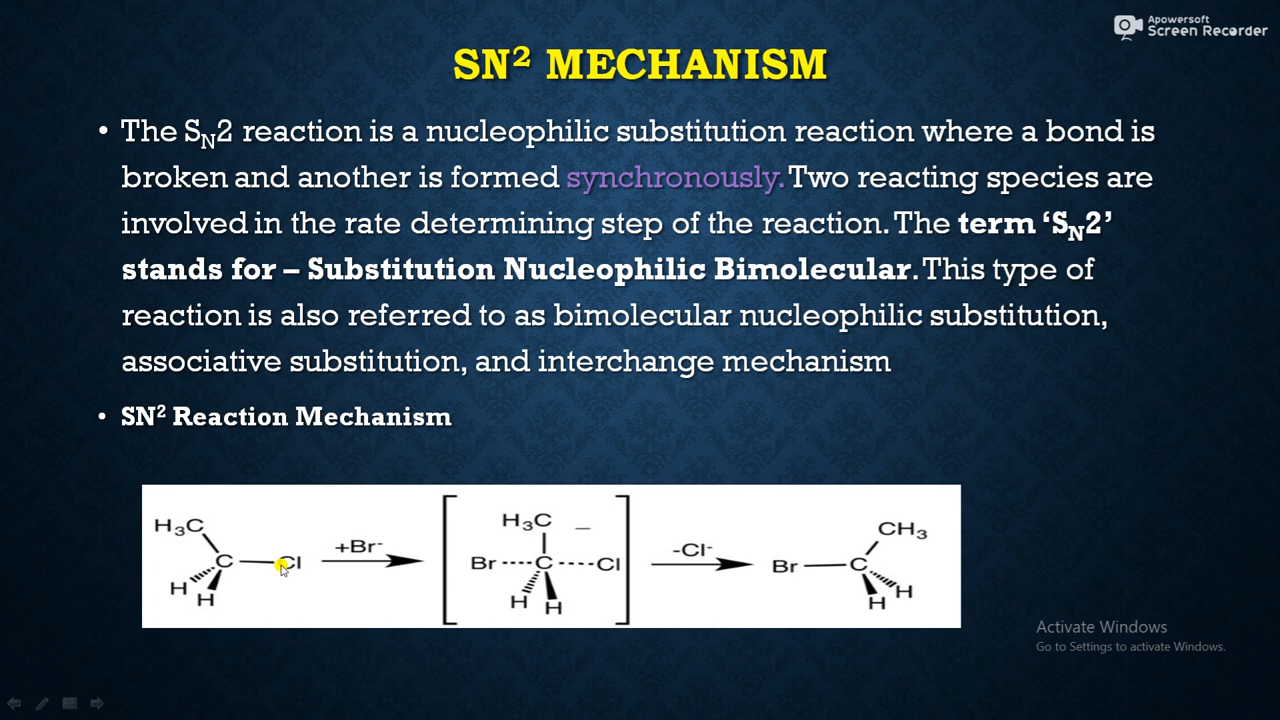 Apowersoft
Screen Recorder
SN² MECHANISM
• The S_N2 reaction is a nucleophilic substitution reaction where a bond is
broken and another is formed synchronously. Two reacting species are
involved in the rate determining step of the reaction. The term ‘S_N2’
stands for – Substitution Nucleophilic Bimolecular. This type of
reaction is also referred to as bimolecular nucleophilic substitution,
associative substitution, and interchange mechanism
• SN² Reaction Mechanism
H₃C
C
Cl
H
H
+Br⁻
H₃C
–
Br
C
Cl
H
H
-Cl⁻
CH₃
Br
C
H
H
Activate Windows
Go to Settings to activate Windows.